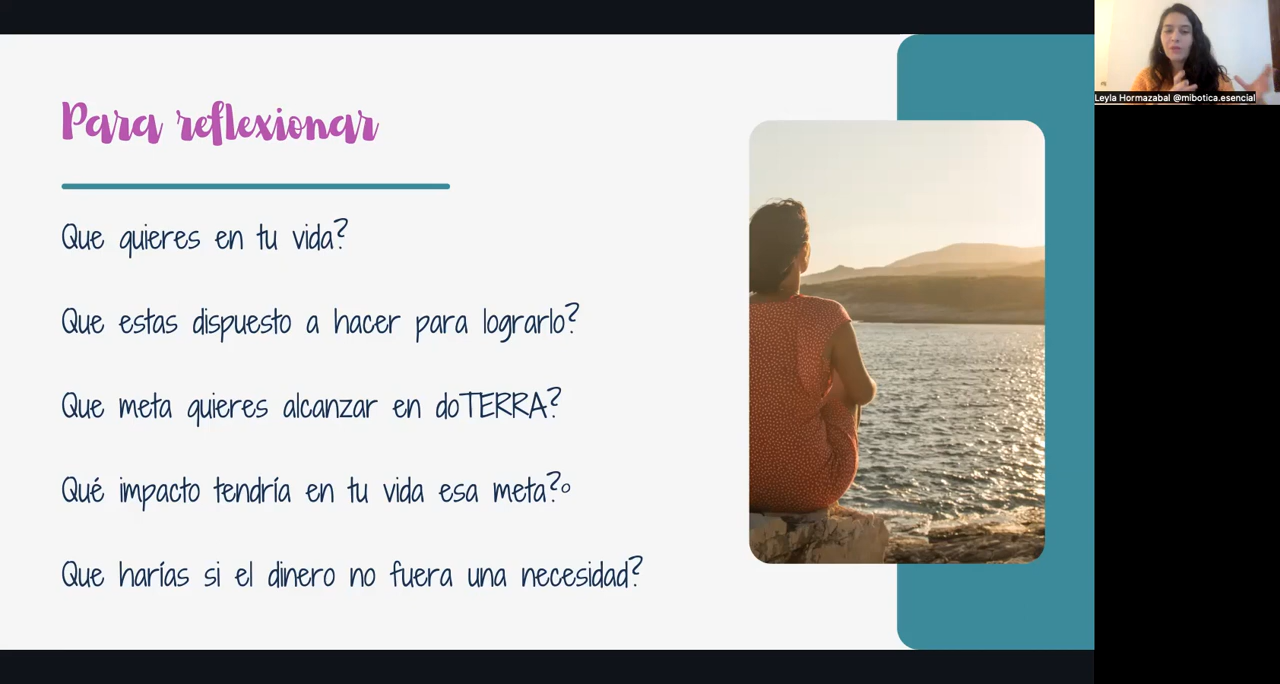 Para reflexionar
Que quieres en tu vida?
Que estas dispuesto a hacer para lograrlo?
Que meta quieres alcanzar en doTERRA?
Qué impacto tendría en tu vida esa meta?o
Que harías si el dinero no fuera una necesidad?
Leyla Hormazabal @mibotica.esencial